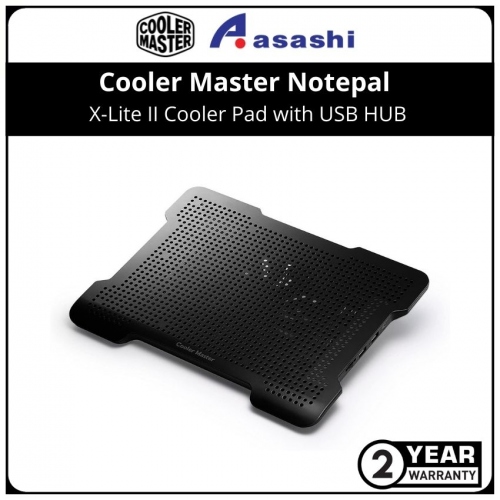 COOLER
MASTER
asashi
Cooler Master Notepal
X-Lite II Cooler Pad with USB HUB
Cooler Master
2 YEAR
WARRANTY